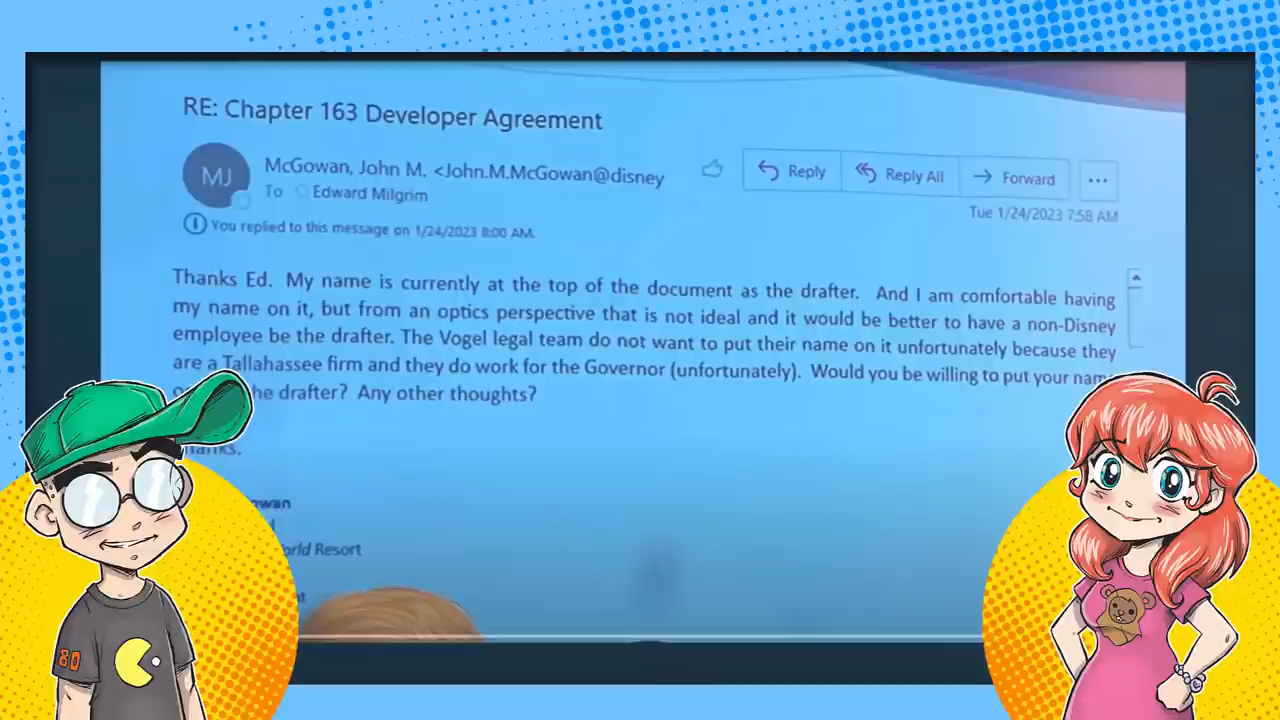 RE: Chapter 163 Developer Agreement
MJ
McGowan, John M. <John.M.McGowan@disney
To Edward Milgrim
Reply
Reply All
Forward
...
Tue 1/24/2023 7:58 AM
You replied to this message on 1/24/2023 8:00 AM.
Thanks Ed. My name is currently at the top of the document as the drafter. And I am comfortable having
my name on it, but from an optics perspective that is not ideal and it would be better to have a non-Disney
employee be the drafter. The Vogel legal team do not want to put their name on it unfortunately because they
are a Tallahassee firm and they do work for the Governor (unfortunately). Would you be willing to put your name
drafter? Any other thoughts?
Thanks.
Resort
80